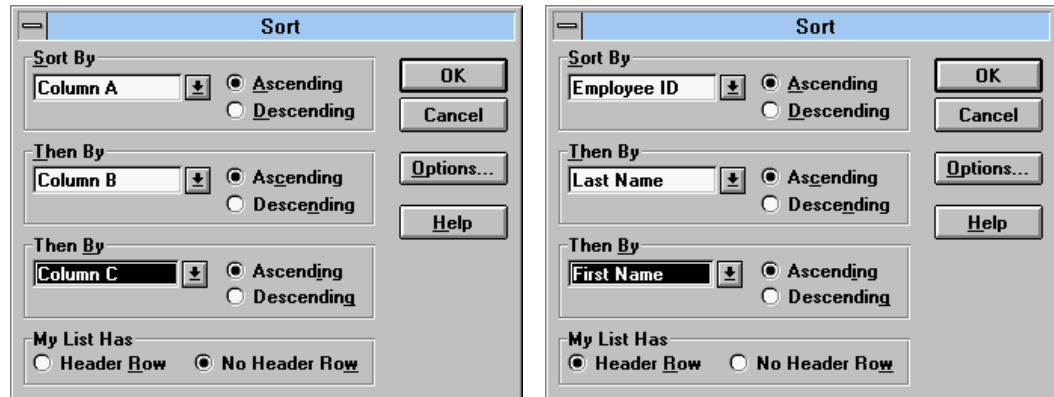 Sort
Sort By
Column A
Ascending
Descending
Then By
Column B
Ascending
Descending
Then By
Column C
Ascending
Descending
My List Has
Header Row No Header Row
OK
Cancel
Options...
Help
Sort
Sort By
Employee ID
Ascending
Descending
Then By
Last Name
Ascending
Descending
Then By
First Name
Ascending
Descending
My List Has
Header Row No Header Row
OK
Cancel
Options...
Help